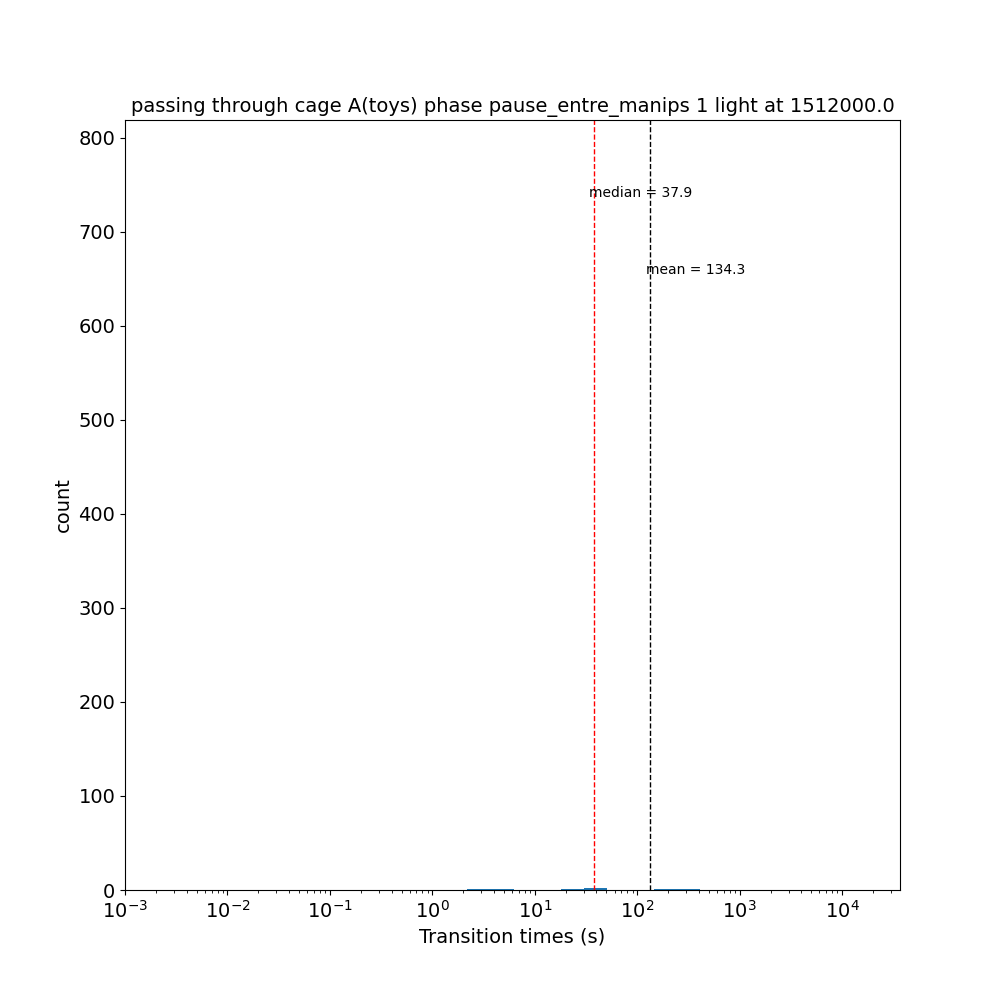 passing through cage A(toys) phase pause_entre_manips 1 light at 1512000.0
800
median = 37.9
700
mean = 134.3
600
500
count
400
300
200
100
0
10⁻³ 10⁻² 10⁻¹ 10⁰ 10¹ 10² 10³ 10⁴
Transition times (s)